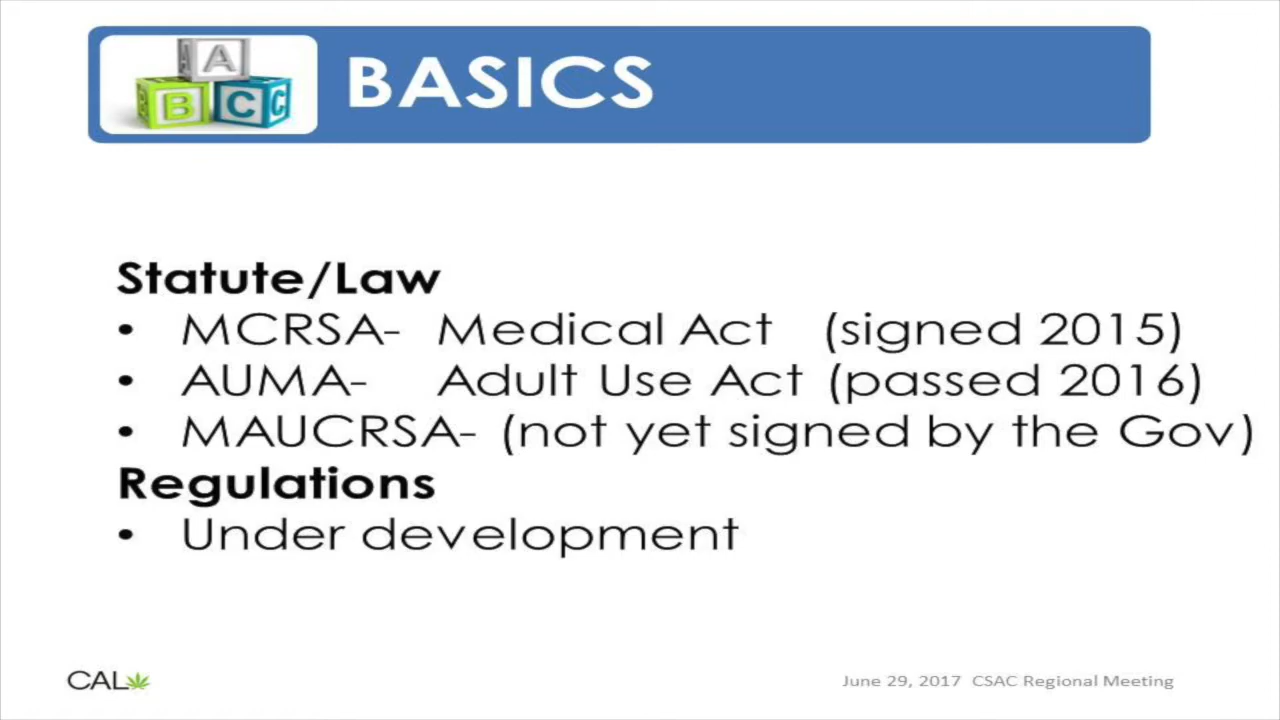 A
B C C
BASICS
Statute/Law
• MCRSA- Medical Act (signed 2015)
• AUMA- Adult Use Act (passed 2016)
• MAUCRSA- (not yet signed by the Gov)
Regulations
• Under development
CAL
June 29, 2017 CSAC Regional Meeting